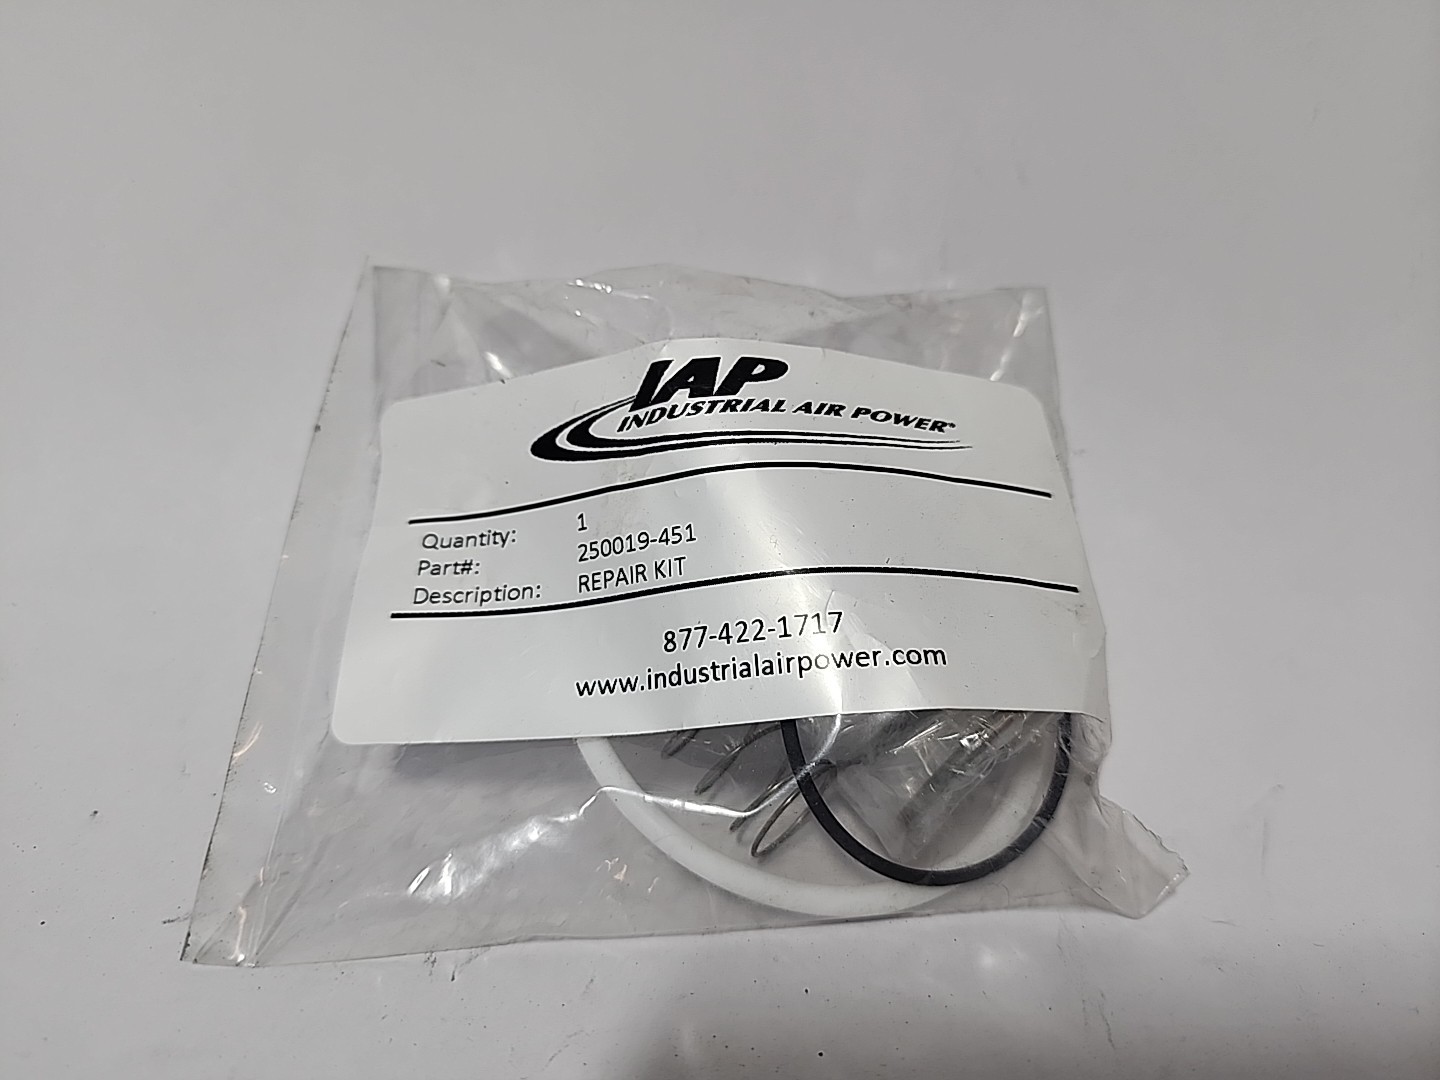 IAP
INDUSTRIAL AIR POWER®
Quantity: 1
Part#: 250019-451
Description: REPAIR KIT
877-422-1717
www.industrialairpower.com